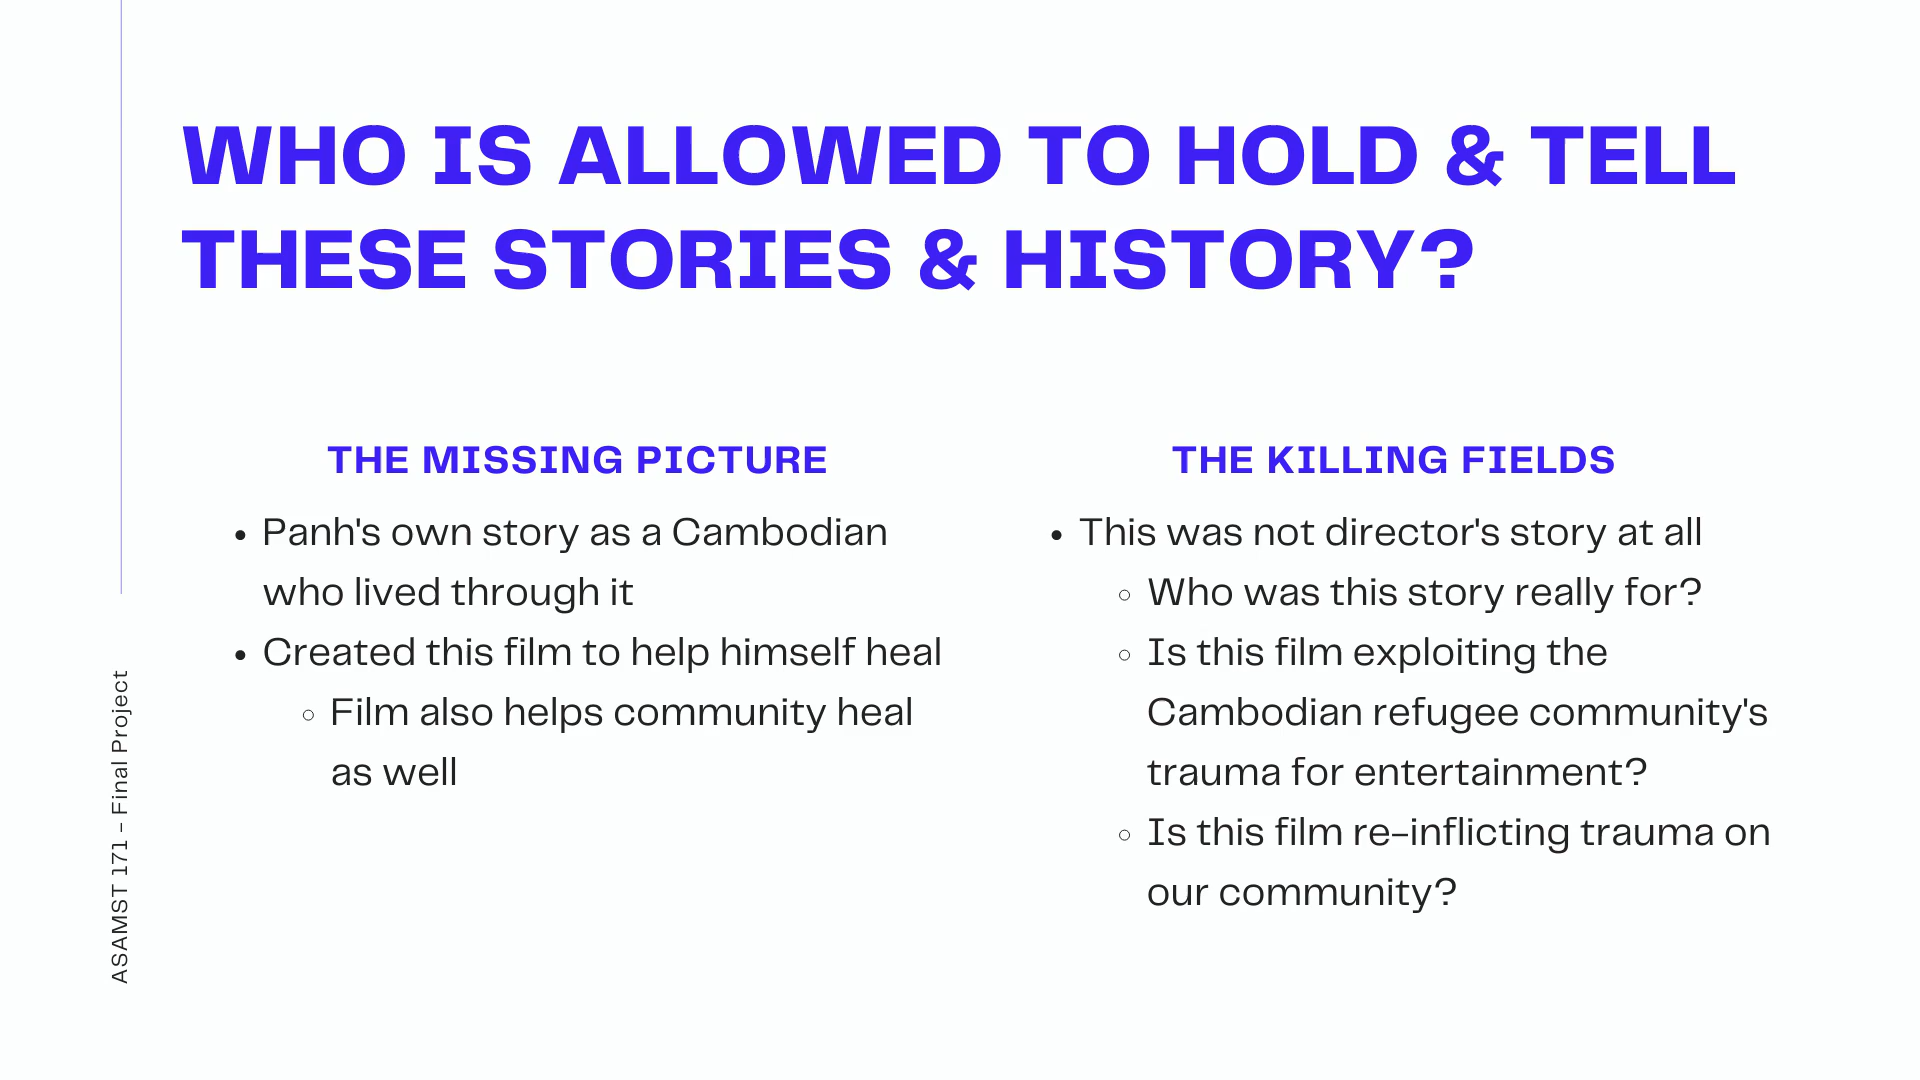 WHO IS ALLOWED TO HOLD & TELL
THESE STORIES & HISTORY?
THE MISSING PICTURE
• Panh's own story as a Cambodian
who lived through it
• Created this film to help himself heal
◦ Film also helps community heal
as well
THE KILLING FIELDS
• This was not director's story at all
◦ Who was this story really for?
◦ Is this film exploiting the
Cambodian refugee community's
trauma for entertainment?
◦ Is this film re-inflicting trauma on
our community?
ASAMST 171 - Final Project